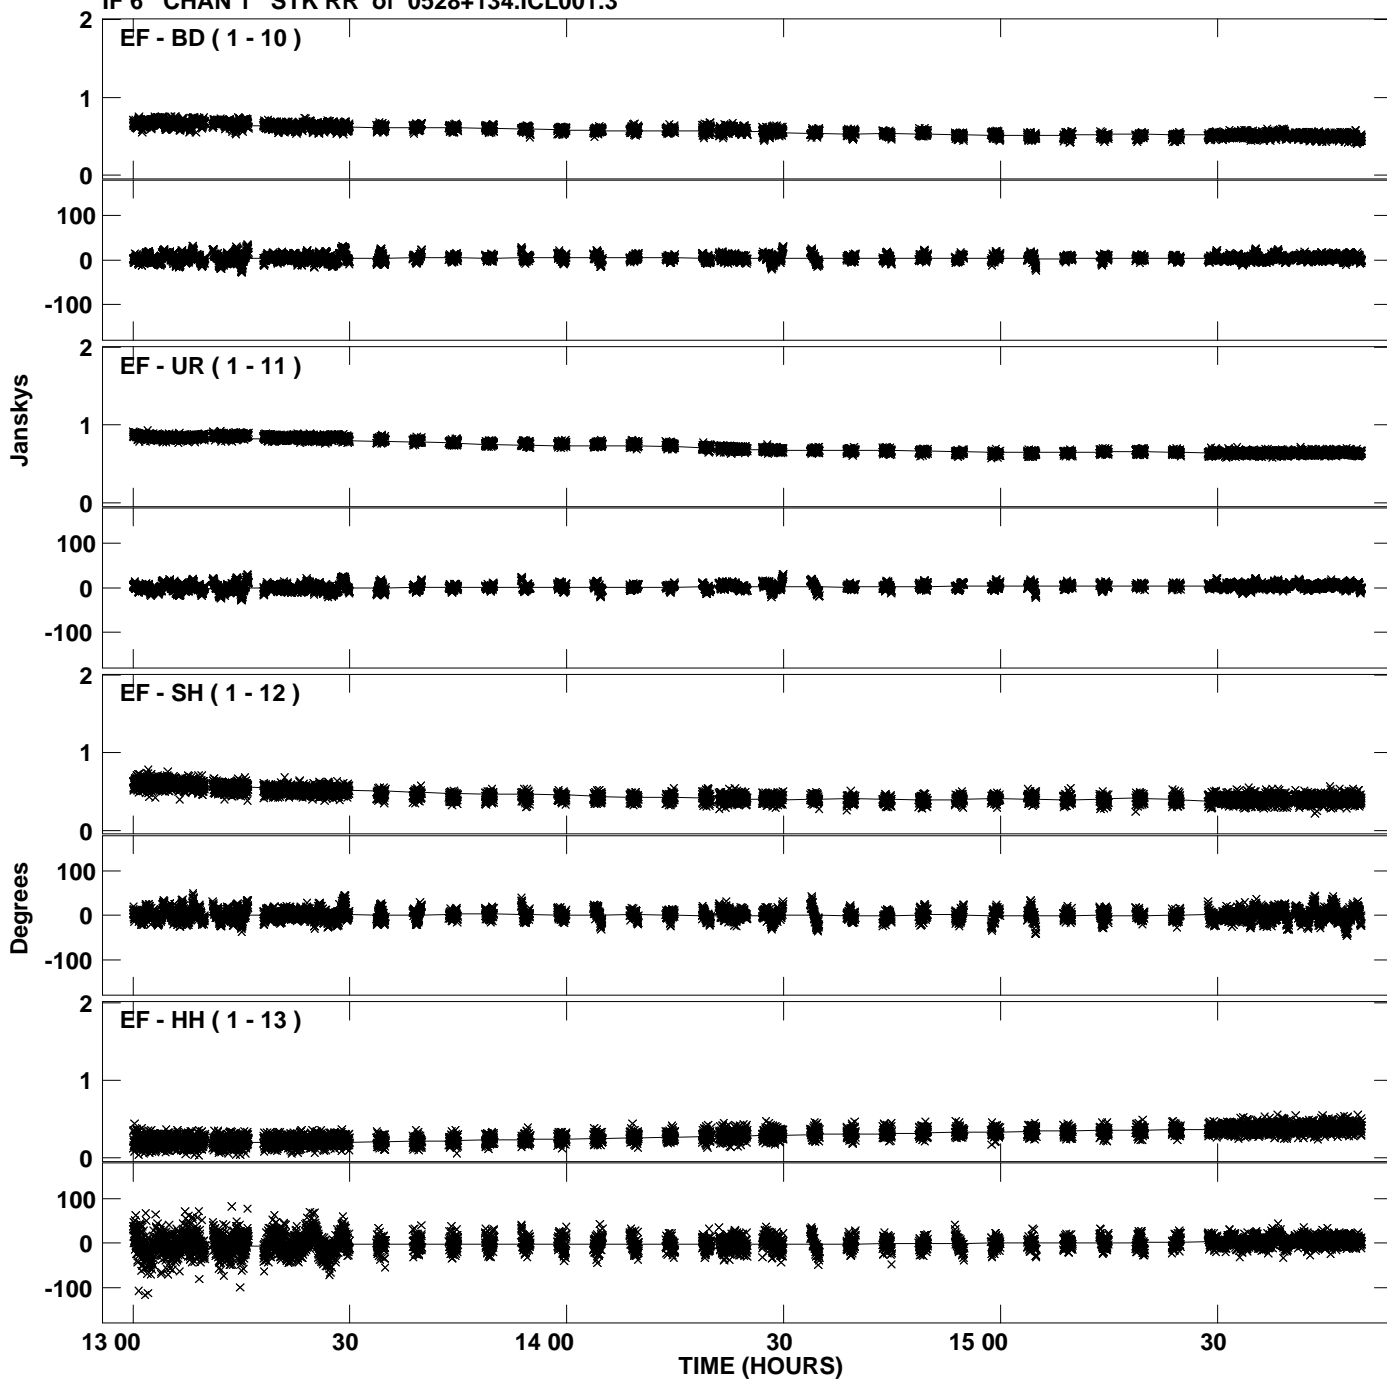 IF 6 CHAN 1 STK RR of 0528+134.ICL001.3
2
EF - BD ( 1 - 10 )
1
0
100
0
-100
2
EF - UR ( 1 - 11 )
1
0
100
0
-100
Janskys
2
EF - SH ( 1 - 12 )
1
0
100
0
-100
Degrees
2
EF - HH ( 1 - 13 )
1
0
100
0
-100
13 00 30 14 00 30 15 00 30
TIME (HOURS)